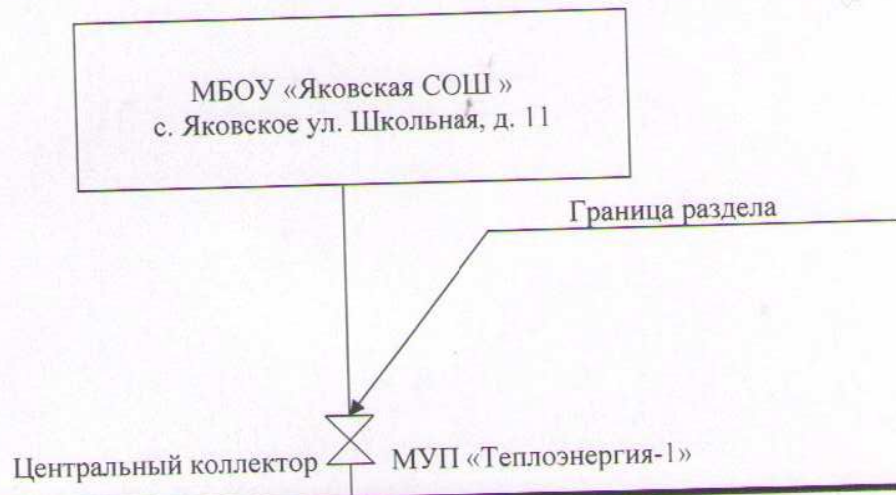 МБОУ «Яковская СОШ »
с. Яковское ул. Школьная, д. 11
Граница раздела
Центральный коллектор
МУП «Теплоэнергия-1»